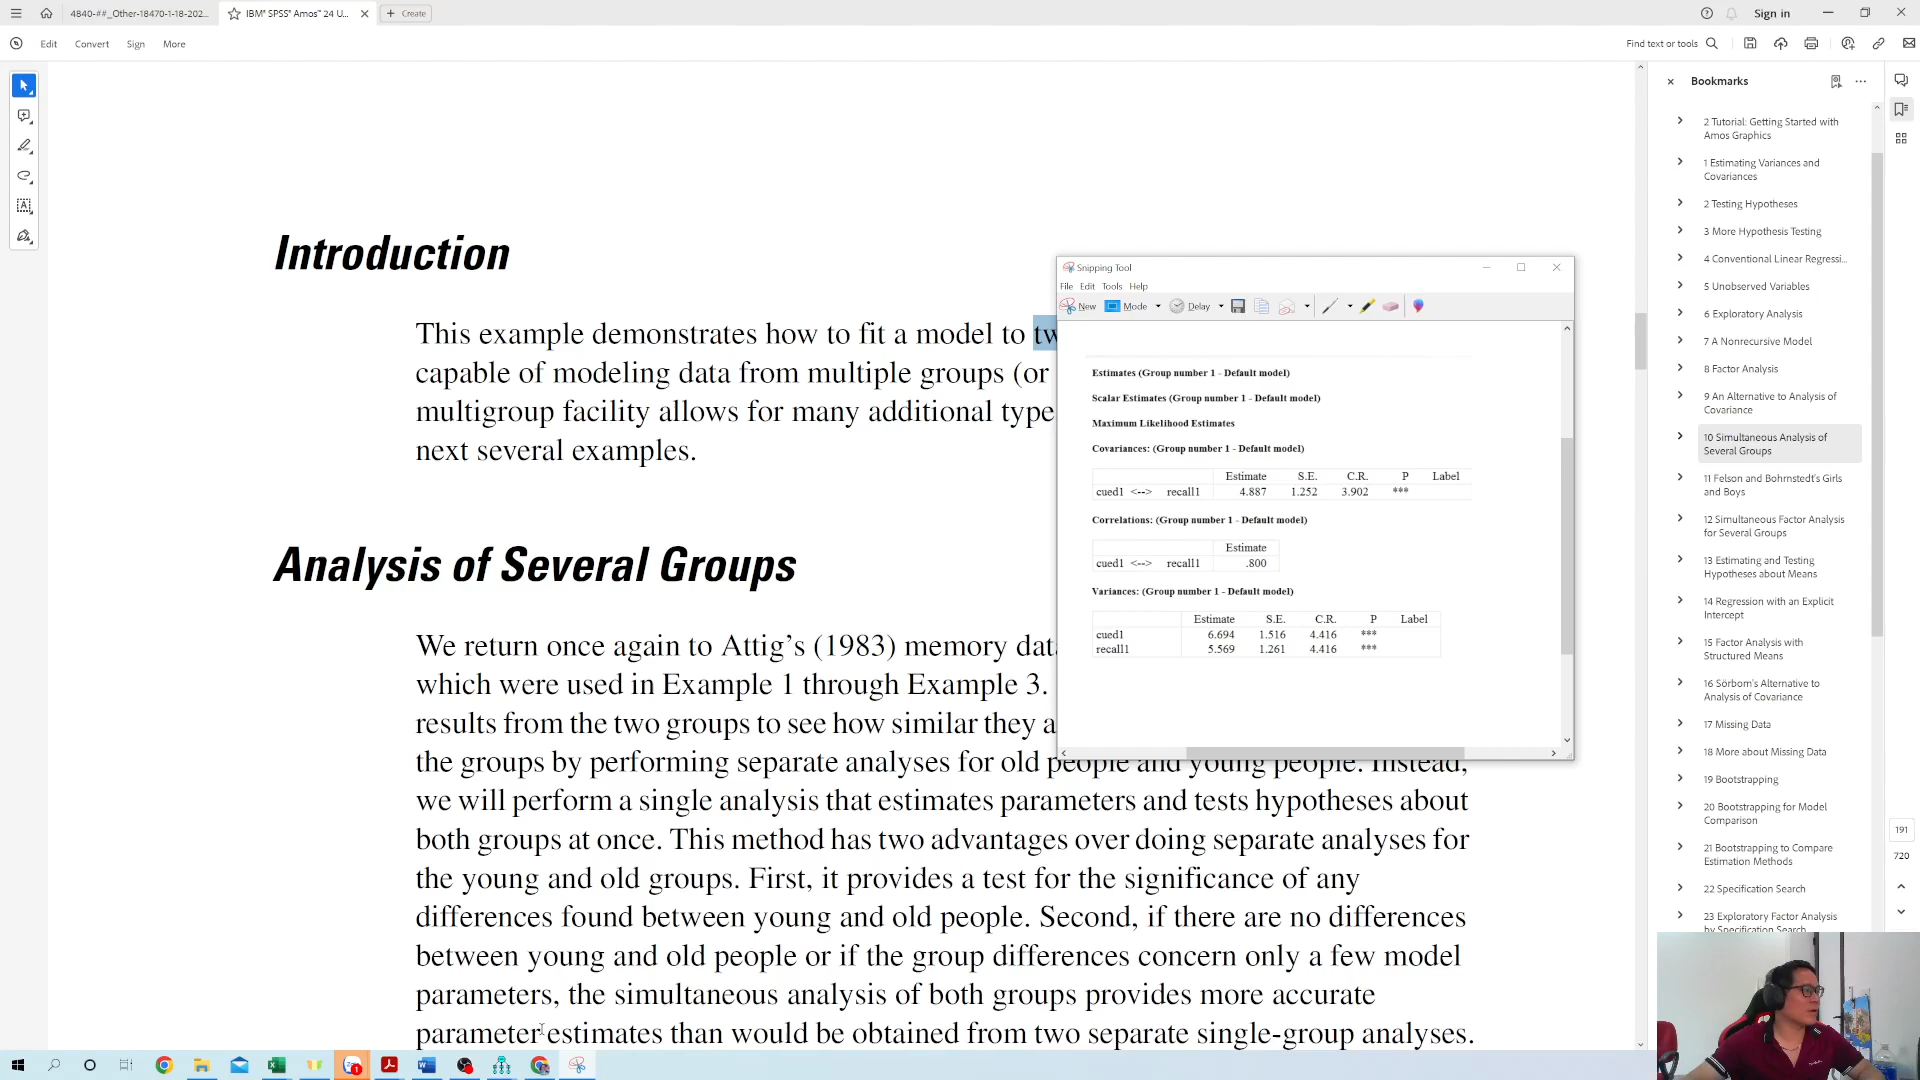 4840-##_Other-18470-1-18-202...
IBM® SPSS® Amos™ 24 U...
Create
Sign in
Edit
Convert
Sign
More
Find text or tools
Introduction
This example demonstrates how to fit a model to tw
capable of modeling data from multiple groups (or
multigroup facility allows for many additional type
next several examples.
Analysis of Several Groups
We return once again to Attig's (1983) memory dat
which were used in Example 1 through Example 3.
results from the two groups to see how similar they a
the groups by performing separate analyses for old people and young people. Instead,
we will perform a single analysis that estimates parameters and tests hypotheses about
both groups at once. This method has two advantages over doing separate analyses for
the young and old groups. First, it provides a test for the significance of any
differences found between young and old people. Second, if there are no differences
between young and old people or if the group differences concern only a few model
parameters, the simultaneous analysis of both groups provides more accurate
parameter estimates than would be obtained from two separate single-group analyses.
Snipping Tool
File Edit Tools Help
New Mode Delay
Estimates (Group number 1 - Default model)
Scalar Estimates (Group number 1 - Default model)
Maximum Likelihood Estimates
Covariances: (Group number 1 - Default model)
Estimate S.E. C.R. P Label
cued1 <--> recall1 4.887 1.252 3.902 ***
Correlations: (Group number 1 - Default model)
Estimate
cued1 <--> recall1 .800
Variances: (Group number 1 - Default model)
Estimate S.E. C.R. P Label
cued1 6.694 1.516 4.416 ***
recall1 5.569 1.261 4.416 ***
Bookmarks
2 Tutorial: Getting Started with
Amos Graphics
1 Estimating Variances and
Covariances
2 Testing Hypotheses
3 More Hypothesis Testing
4 Conventional Linear Regressi...
5 Unobserved Variables
6 Exploratory Analysis
7 A Nonrecursive Model
8 Factor Analysis
9 An Alternative to Analysis of
Covariance
10 Simultaneous Analysis of
Several Groups
11 Felson and Bohrnstedt's Girls
and Boys
12 Simultaneous Factor Analysis
for Several Groups
13 Estimating and Testing
Hypotheses about Means
14 Regression with an Explicit
Intercept
15 Factor Analysis with
Structured Means
16 Sörbom's Alternative to
Analysis of Covariance
17 Missing Data
18 More about Missing Data
19 Bootstrapping
20 Bootstrapping for Model
Comparison
21 Bootstrapping to Compare
Estimation Methods
22 Specification Search
23 Exploratory Factor Analysis
by Specification Search
191
720